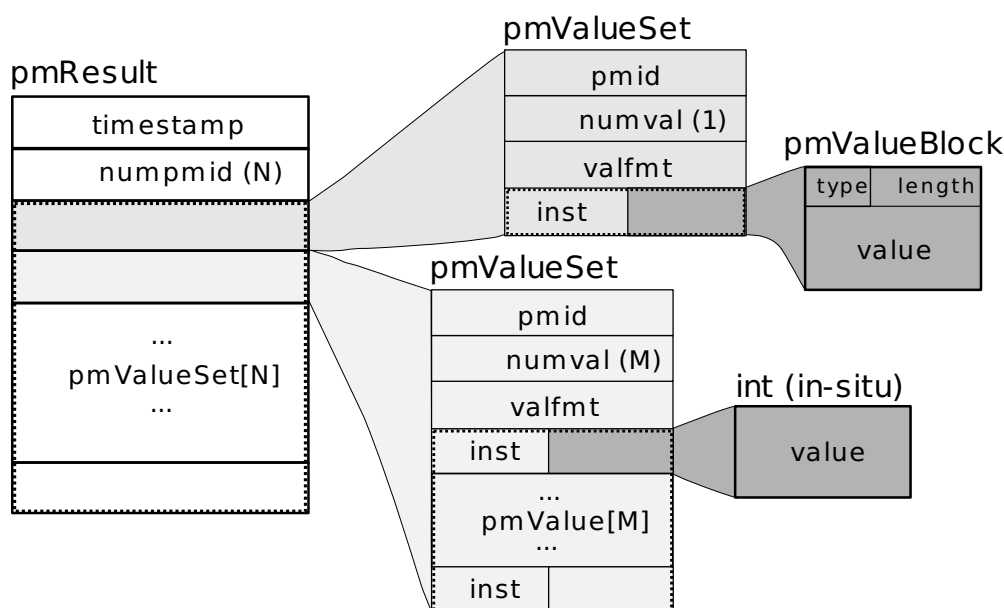 pmResult
timestamp
numpmid (N)
...
pmValueSet[N]
...
pmValueSet
pmid
numval (1)
valfmt
inst
pmValueBlock
type length
value
pmValueSet
pmid
numval (M)
valfmt
inst
...
pmValue[M]
...
inst
int (in-situ)
value